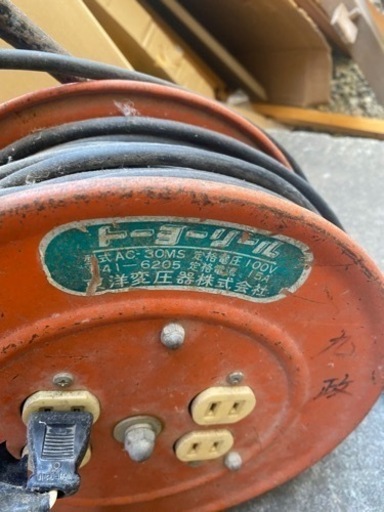 トーヨーリール
型式 AC-30MS 定格電圧 100V
41-6205 定格電流 15A
洋変圧器株式会社
政